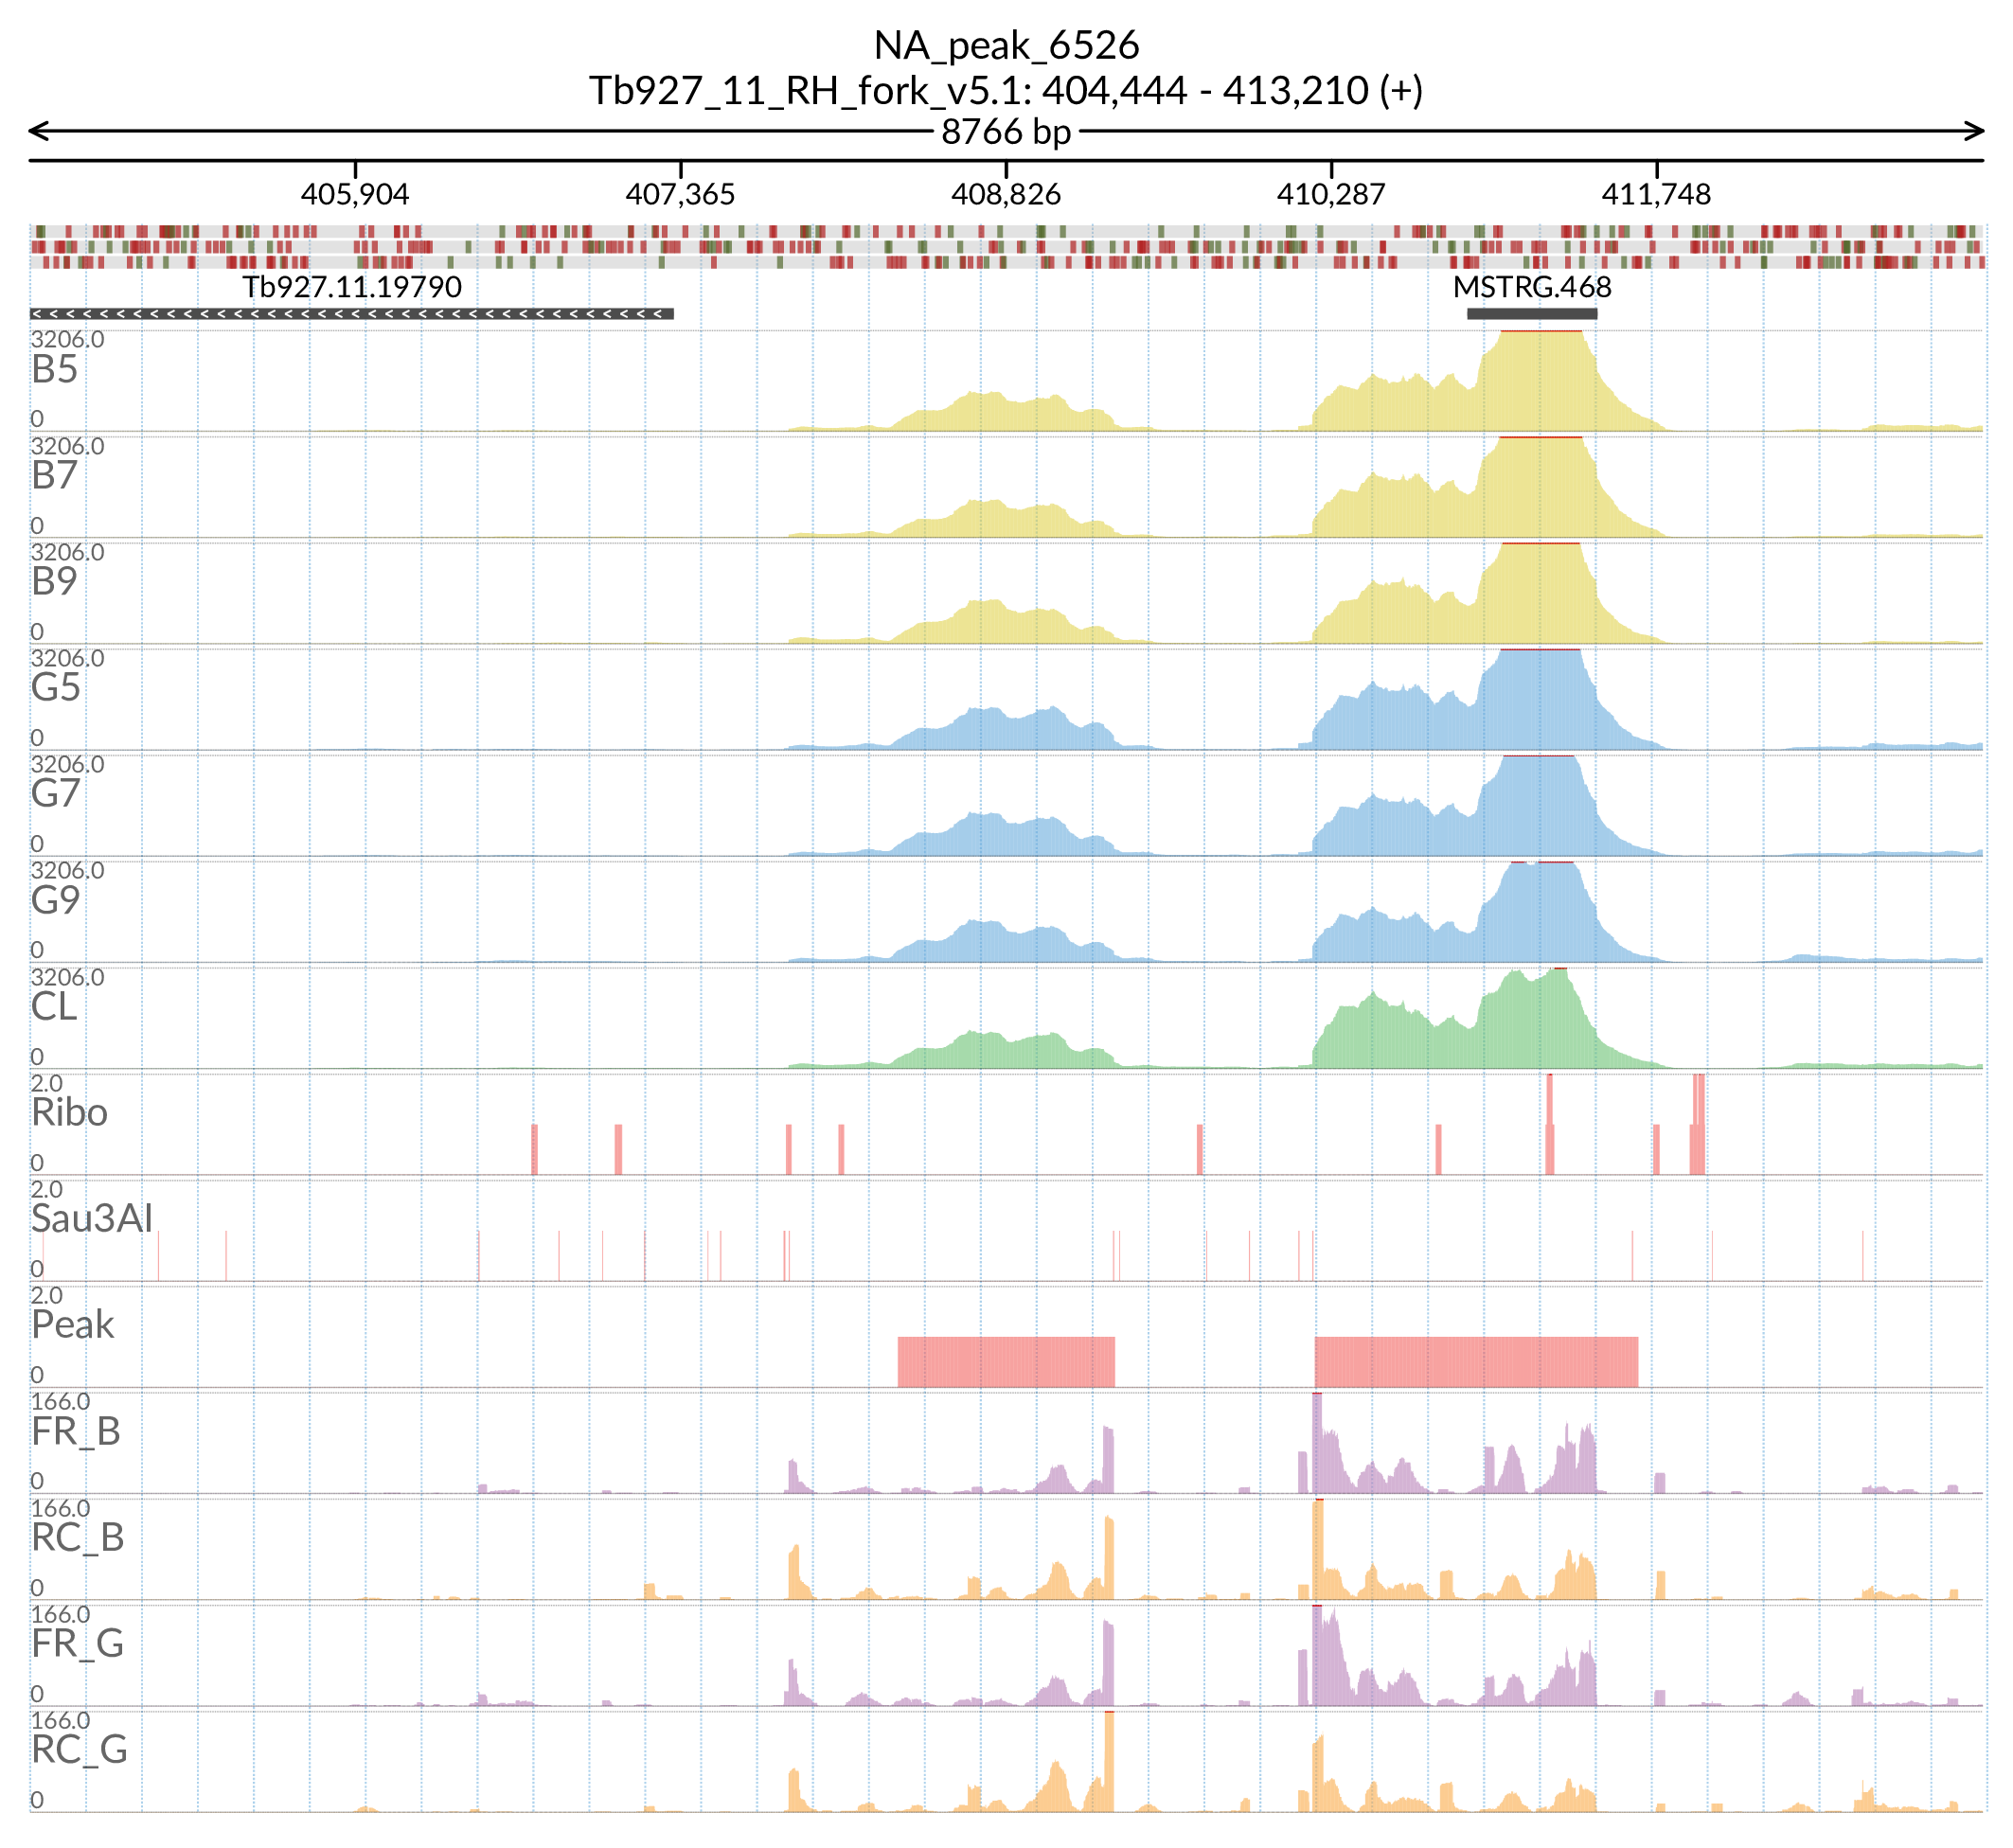 NA_peak_6526
Tb927_11_RH_fork_v5.1: 404,444 - 413,210 (+)
8766 bp
405,904 407,365 408,826 410,287 411,748
Tb927.11.19790 MSTRG.468
3206.0
B5
0
3206.0
B7
0
3206.0
B9
0
3206.0
G5
0
3206.0
G7
0
3206.0
G9
0
3206.0
CL
0
2.0
Ribo
0
2.0
Sau3AI
0
2.0
Peak
0
166.0
FR_B
0
166.0
RC_B
0
166.0
FR_G
0
166.0
RC_G
0